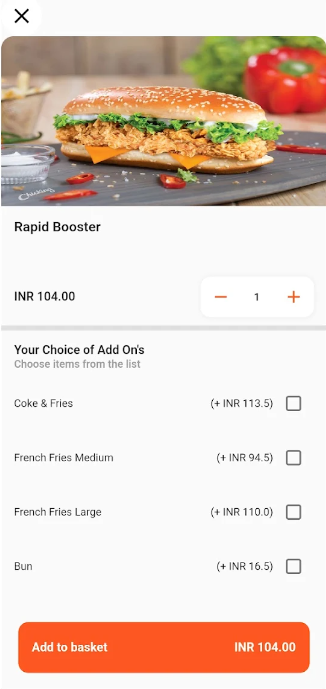 Chicking
Rapid Booster
INR 104.00
1
Your Choice of Add On's
Choose items from the list
Coke & Fries (+ INR 113.5)
French Fries Medium (+ INR 94.5)
French Fries Large (+ INR 110.0)
Bun (+ INR 16.5)
Add to basket INR 104.00